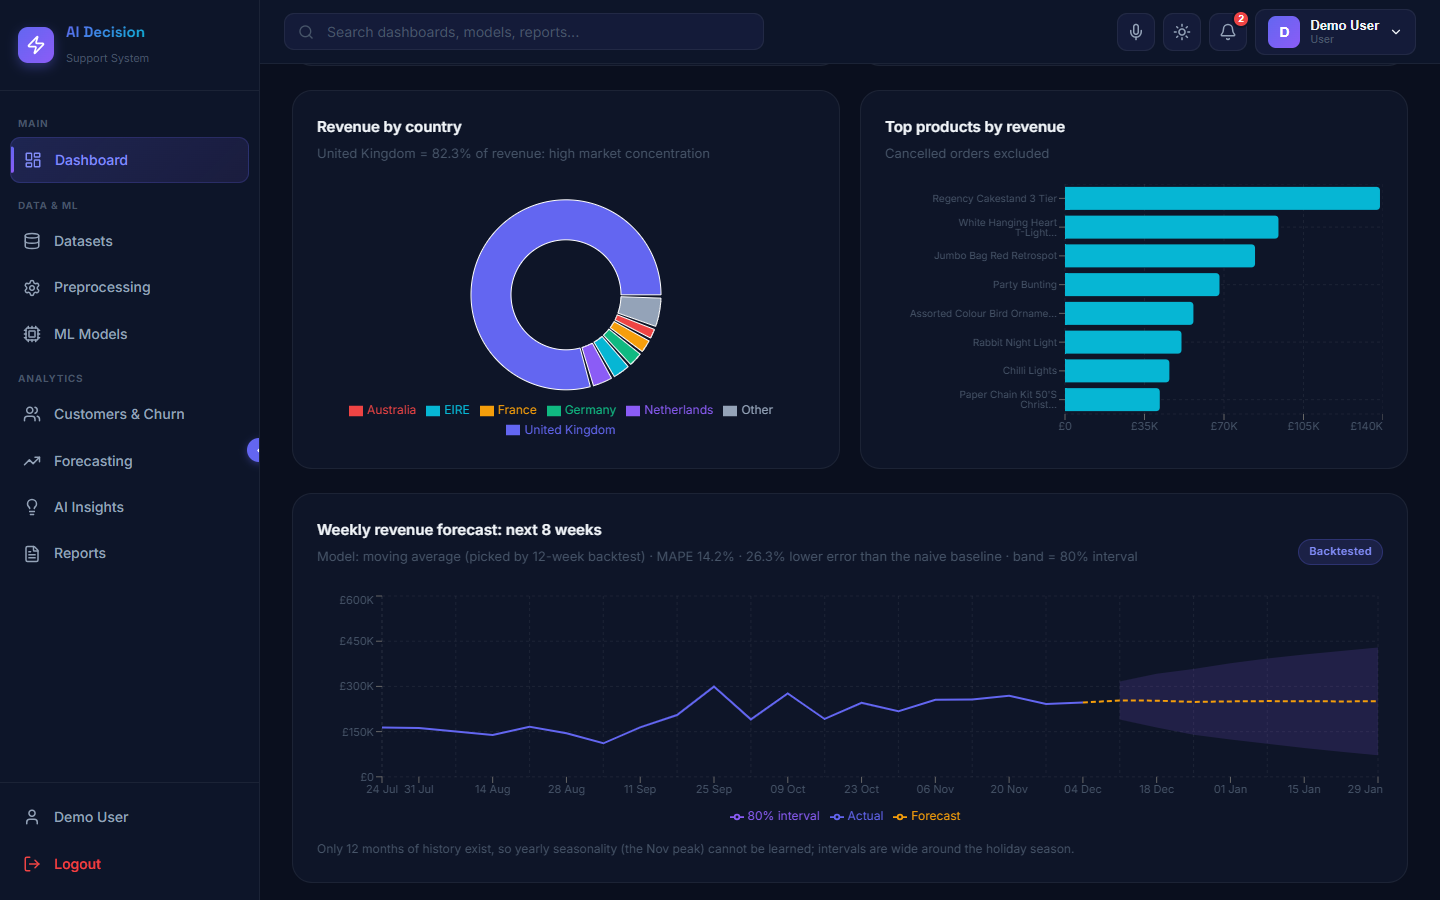 AI Decision
Support System
MAIN
Dashboard
DATA & ML
Datasets
Preprocessing
ML Models
ANALYTICS
Customers & Churn
Forecasting
AI Insights
Reports
Demo User
Logout
Search dashboards, models, reports...
2
D
Demo User
User
Revenue by country
United Kingdom = 82.3% of revenue: high market concentration
Australia EIRE France Germany Netherlands Other
United Kingdom
Top products by revenue
Cancelled orders excluded
Regency Cakestand 3 Tier
White Hanging Heart
T-Light...
Jumbo Bag Red Retrospot
Party Bunting
Assorted Colour Bird Orname...
Rabbit Night Light
Chilli Lights
Paper Chain Kit 50'S
Christ...
£0 £35K £70K £105K £140K
Weekly revenue forecast: next 8 weeks
Model: moving average (picked by 12-week backtest) · MAPE 14.2% · 26.3% lower error than the naive baseline · band = 80% interval
Backtested
£600K
£450K
£300K
£150K
£0
24 Jul 31 Jul 14 Aug 28 Aug 11 Sep 25 Sep 09 Oct 23 Oct 06 Nov 20 Nov 04 Dec 18 Dec 01 Jan 15 Jan 29 Jan
80% interval Actual Forecast
Only 12 months of history exist, so yearly seasonality (the Nov peak) cannot be learned; intervals are wide around the holiday season.